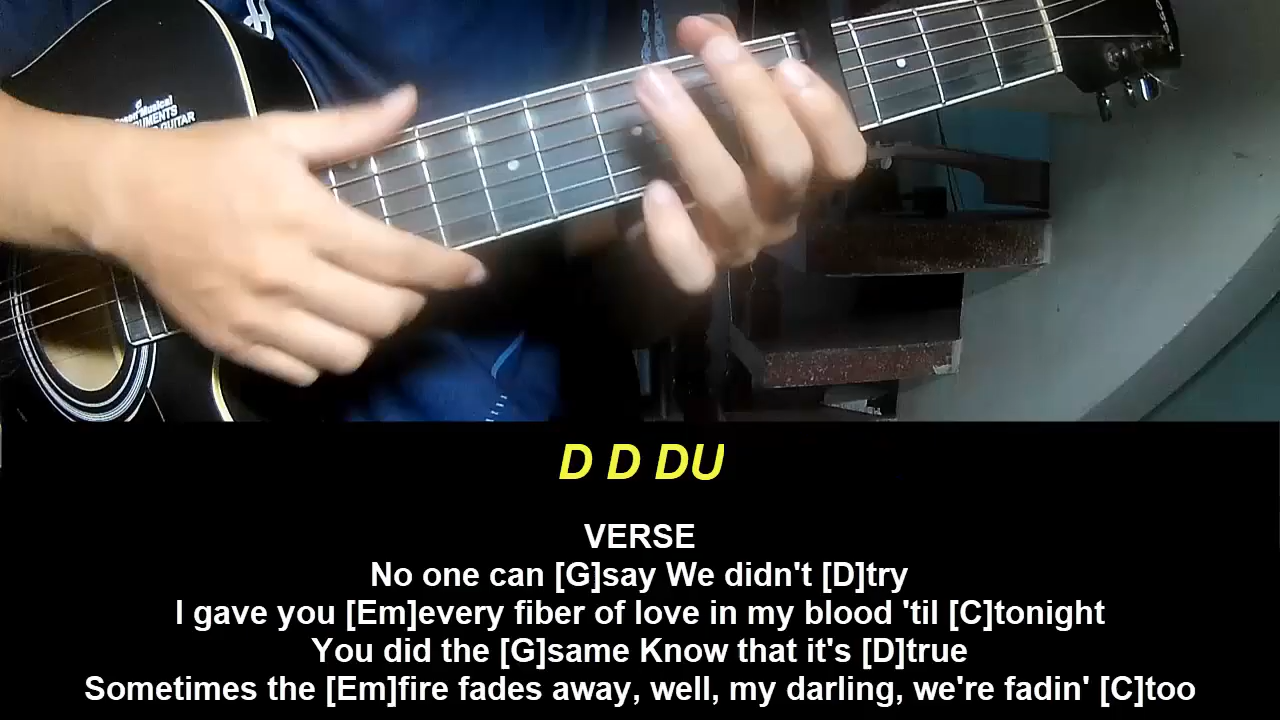 UMENTS
GUITAR
D D DU
VERSE
No one can [G]say We didn't [D]try
I gave you [Em]every fiber of love in my blood 'til [C]tonight
You did the [G]same Know that it's [D]true
Sometimes the [Em]fire fades away, well, my darling, we're fadin' [C]too